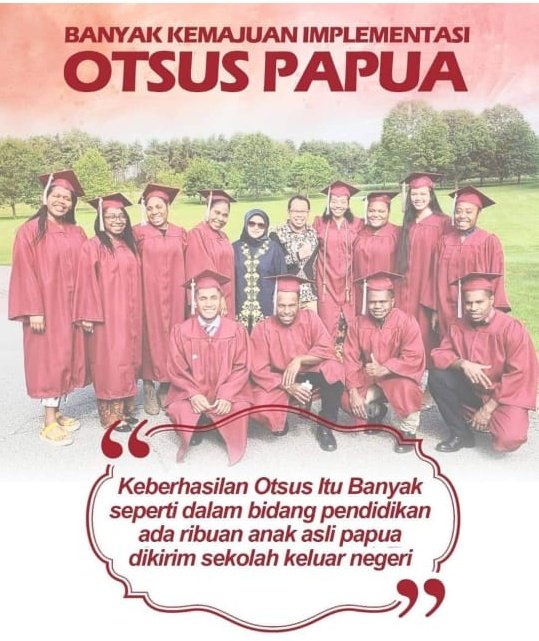 BANYAK KEMAJUAN IMPLEMENTASI
OTSUS PAPUA
“
Keberhasilan Otsus Itu Banyak
seperti dalam bidang pendidikan
ada ribuan anak asli papua
dikirim sekolah keluar negeri
”